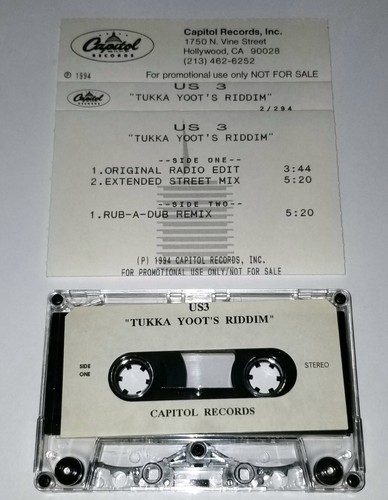 Capitol
RECORDS
Capitol Records, Inc.
1750 N. Vine Street
Hollywood, CA 90028
(213) 462-6252
℗ 1994
For promotional use only NOT FOR SALE
Capitol
US 3
"TUKKA YOOT'S RIDDIM"
2/294
US 3
"TUKKA YOOT'S RIDDIM"
--SIDE ONE--
1.ORIGINAL RADIO EDIT 3:44
2.EXTENDED STREET MIX 5:20
--SIDE TWO--
1.RUB-A-DUB REMIX 5:20
(P) 1994 CAPITOL RECORDS, INC.
FOR PROMOTIONAL USE ONLY/NOT FOR SALE
US3
"TUKKA YOOT'S RIDDIM"
SIDE
ONE
STEREO
CAPITOL RECORDS